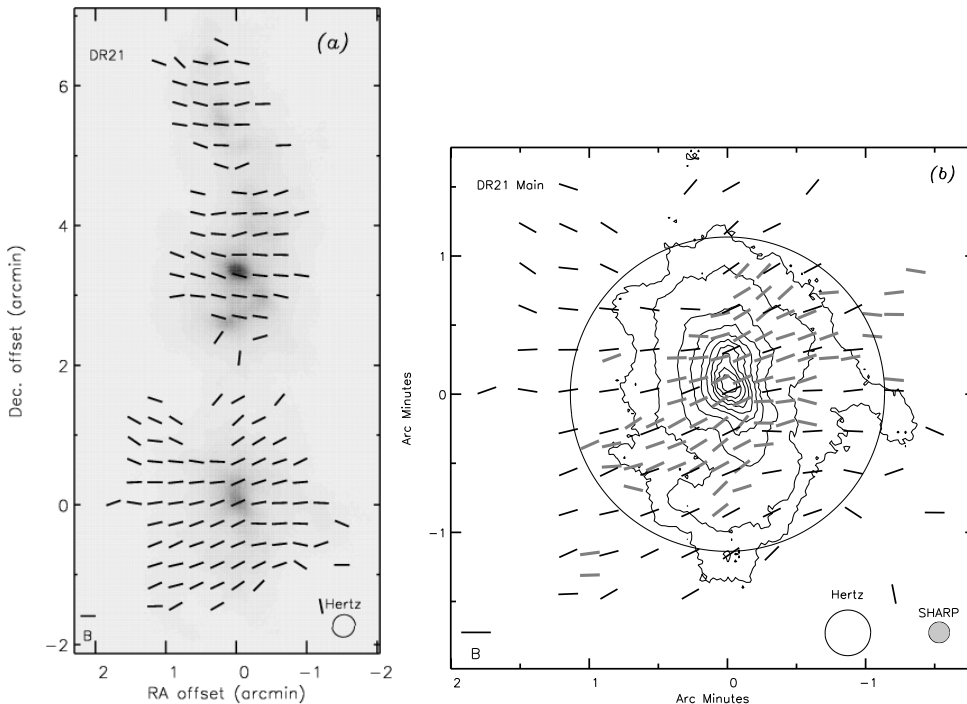 (a)
DR21
6
4
2
0
-2
Dec. offset (arcmin)
Hertz
B
2
1
0
-1
-2
RA offset (arcmin)
(b)
DR21 Main
1
0
-1
Arc Minutes
Hertz
SHARP
B
2
1
0
-1
Arc Minutes